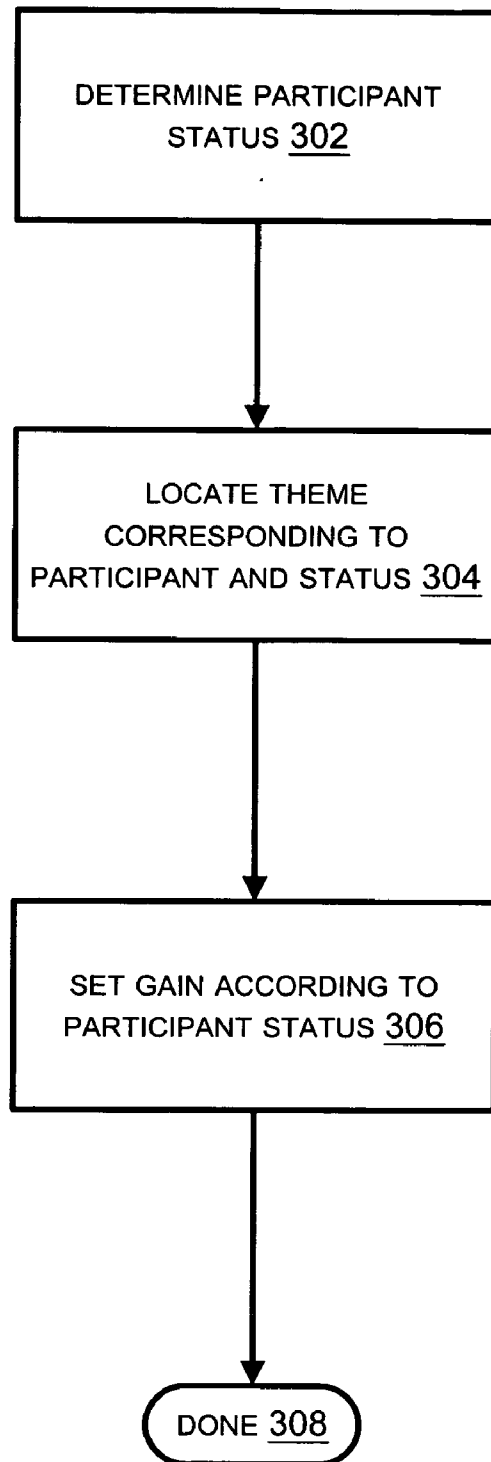 DETERMINE PARTICIPANT
STATUS 302
LOCATE THEME
CORRESPONDING TO
PARTICIPANT AND STATUS 304
SET GAIN ACCORDING TO
PARTICIPANT STATUS 306
DONE 308